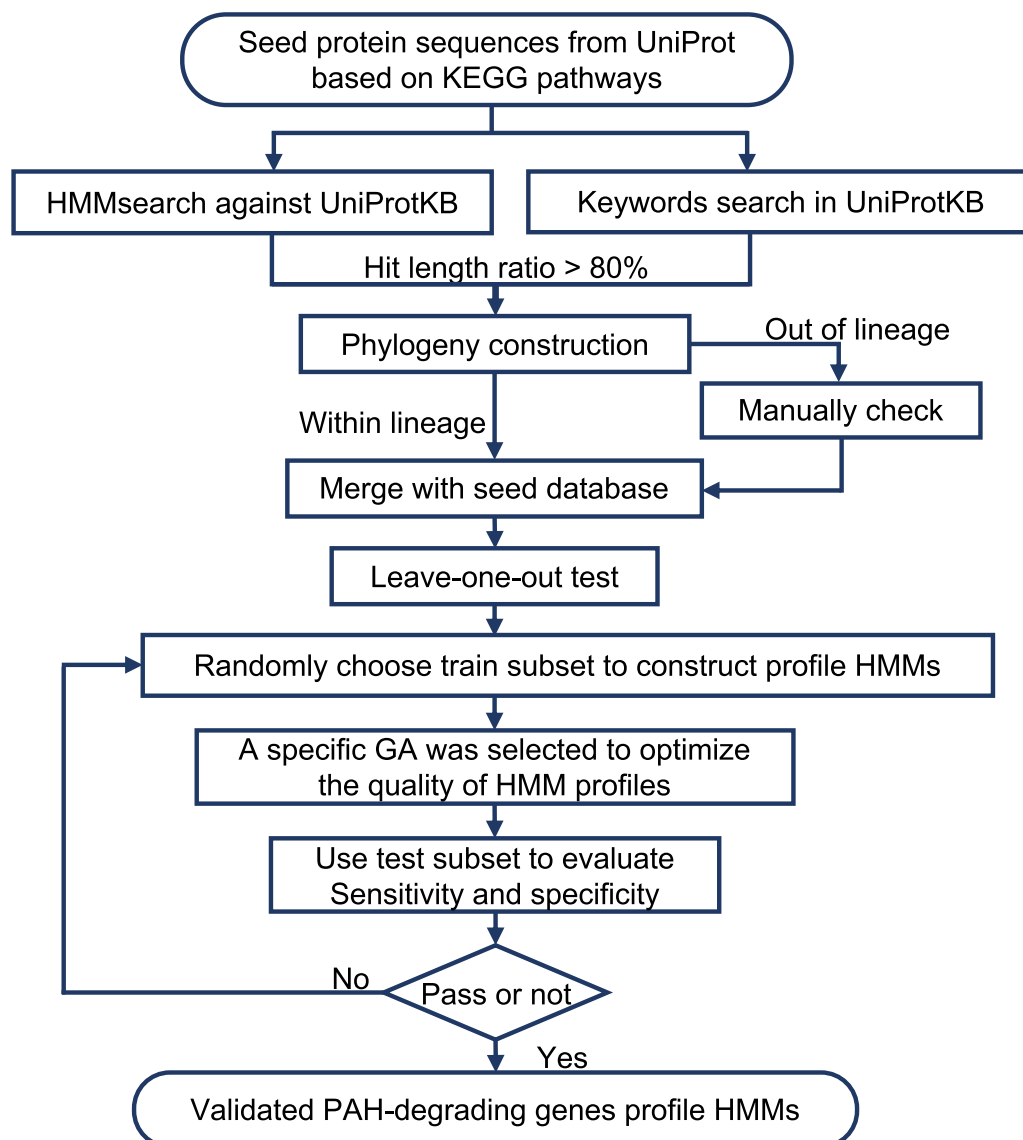 Seed protein sequences from UniProt
based on KEGG pathways
HMMsearch against UniProtKB
Keywords search in UniProtKB
Hit length ratio > 80%
Phylogeny construction
Out of lineage
Manually check
Within lineage
Merge with seed database
Leave-one-out test
Randomly choose train subset to construct profile HMMs
A specific GA was selected to optimize
the quality of HMM profiles
Use test subset to evaluate
Sensitivity and specificity
Pass or not
No
Yes
Validated PAH-degrading genes profile HMMs